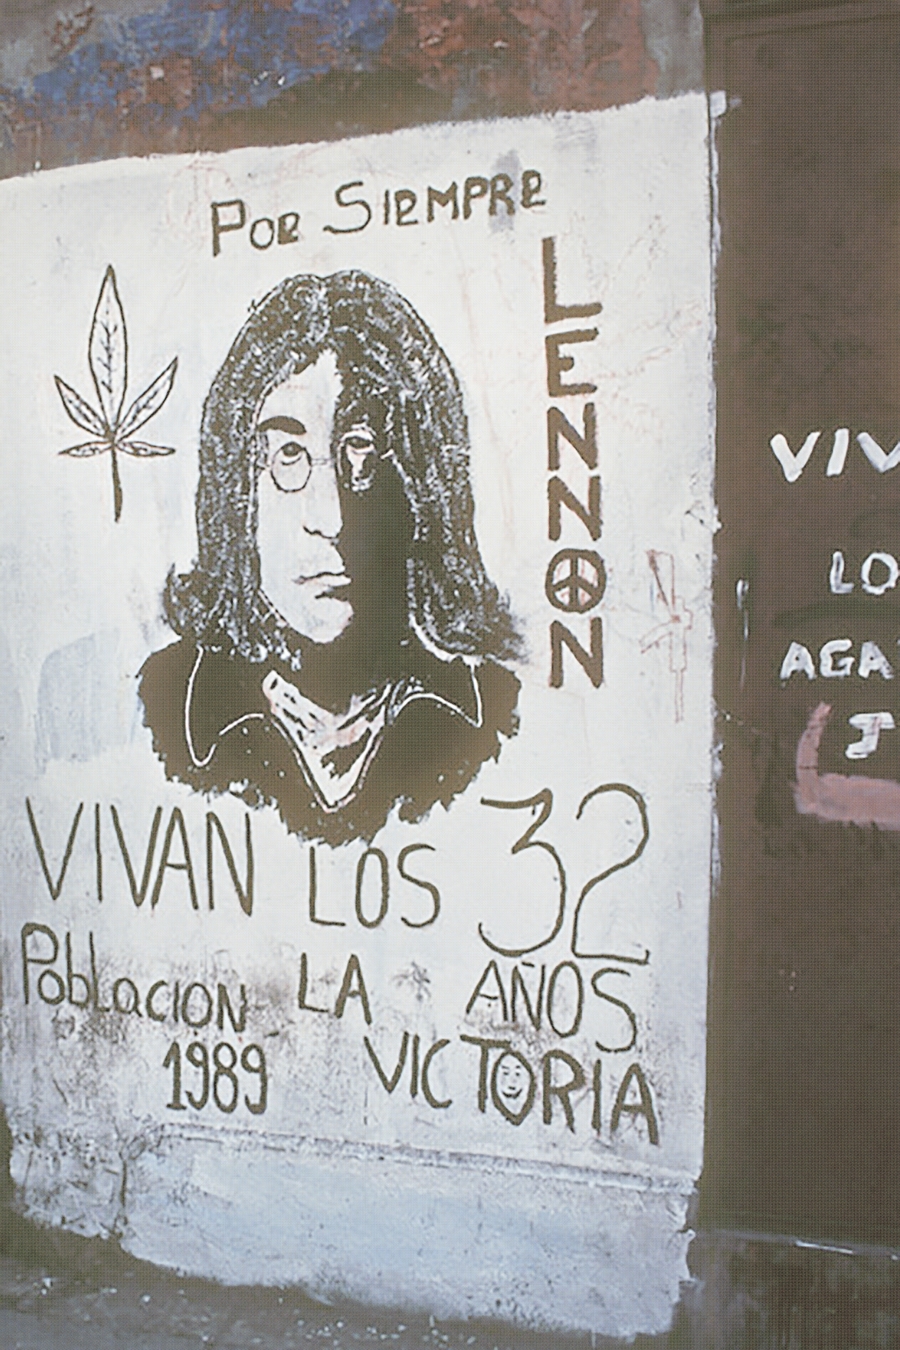 Por Siempre
LENNON
VIVAN LOS 32
Poblacion LA AÑOS
1989 VICTORIA
VIV
LO
AGA
J